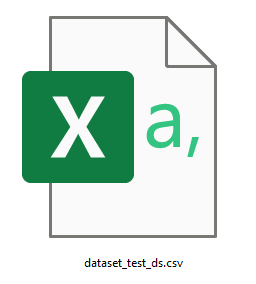 X a,
dataset_test_ds.csv